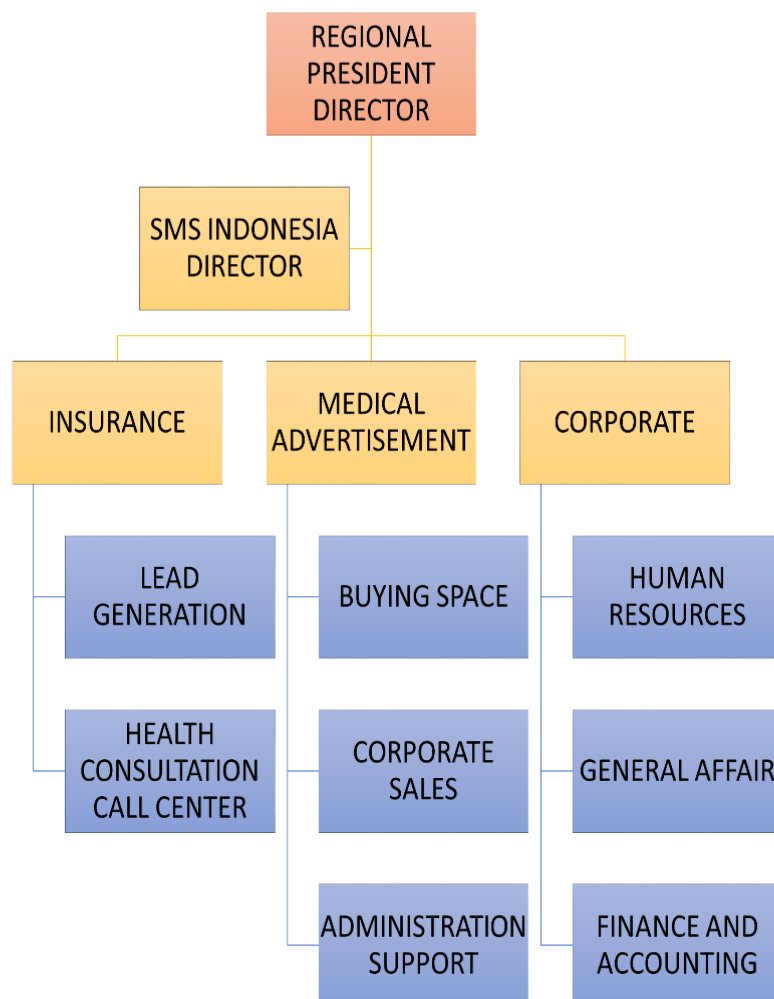 REGIONAL
PRESIDENT
DIRECTOR
SMS INDONESIA
DIRECTOR
INSURANCE
MEDICAL
ADVERTISEMENT
CORPORATE
LEAD
GENERATION
HEALTH
CONSULTATION
CALL CENTER
BUYING SPACE
CORPORATE
SALES
ADMINISTRATION
SUPPORT
HUMAN
RESOURCES
GENERAL AFFAIR
FINANCE AND
ACCOUNTING